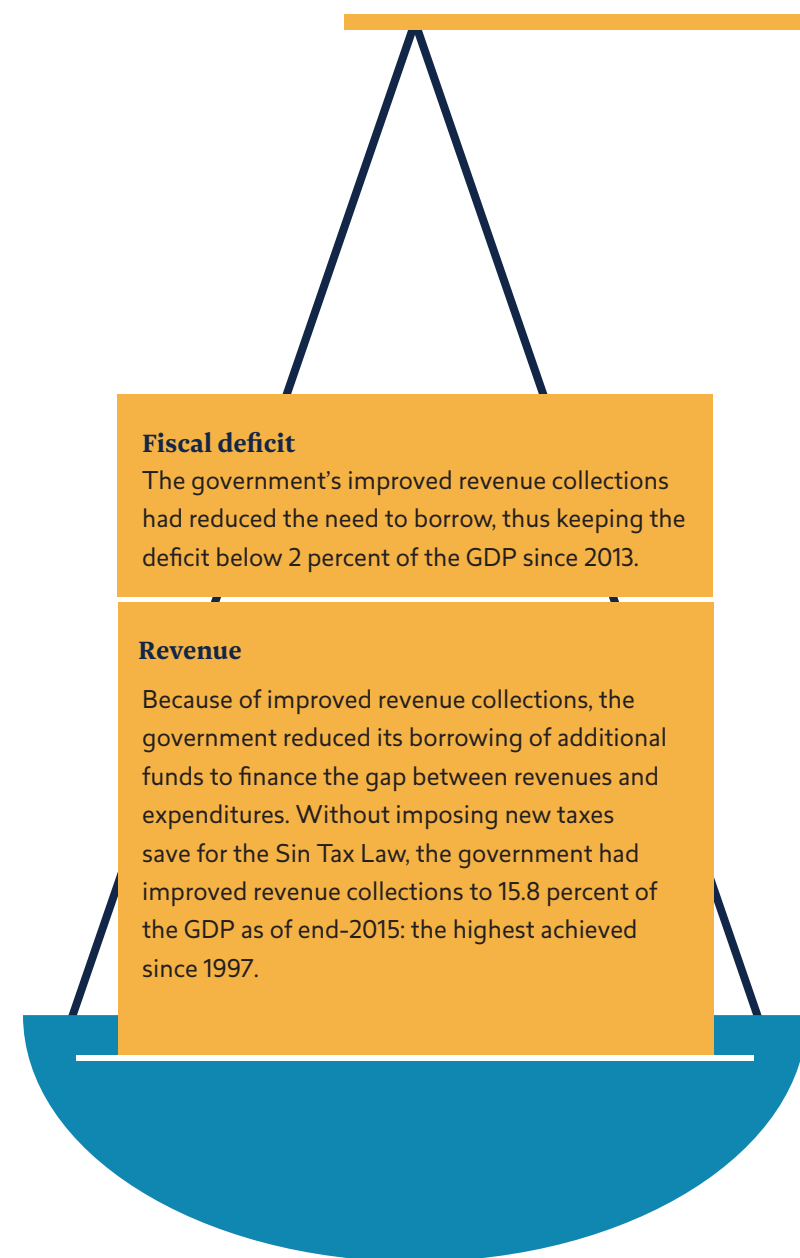 Fiscal deficit
The government’s improved revenue collections
had reduced the need to borrow, thus keeping the
deficit below 2 percent of the GDP since 2013.
Revenue
Because of improved revenue collections, the
government reduced its borrowing of additional
funds to finance the gap between revenues and
expenditures. Without imposing new taxes
save for the Sin Tax Law, the government had
improved revenue collections to 15.8 percent of
the GDP as of end-2015: the highest achieved
since 1997.